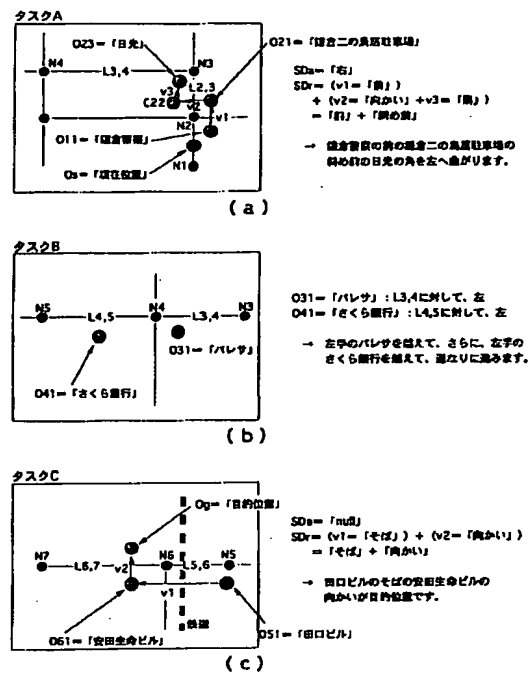 タスクA
O23=「日光」
O21=「鎌倉二の鳥居駐車場」
N4
L3,4
N3
L2,3
v3
v2
C22
v1
N2
O11=「鎌倉警察」
Os=「現在位置」
N1
SDa=「右」
SDr=(v1=「前」)
+(v2=「向かい」+v3=「前」)
=「前」+「斜め前」
→ 鎌倉警察の前の鎌倉二の鳥居駐車場の
斜め前の日光の角を左へ曲がります。
(a)
タスクB
N5
L4,5
N4
L3,4
N3
O31=「パレサ」
O41=「さくら銀行」
O31=「パレサ」:L3,4に対して、左
O41=「さくら銀行」:L4,5に対して、左
→ 左手のパレサを越えて、さらに、左手の
さくら銀行を越えて、道なりに進みます。
(b)
タスクC
Og=「目的位置」
N7
L6,7
v2
N6
L5,6
N5
v1
鉄道
O61=「安田生命ビル」
O51=「田口ビル」
SDa=「null」
SDr=(v1=「そば」)+(v2=「向かい」)
=「そば」+「向かい」
→ 田口ビルのそばの安田生命ビルの
向かいが目的位置です。
(c)